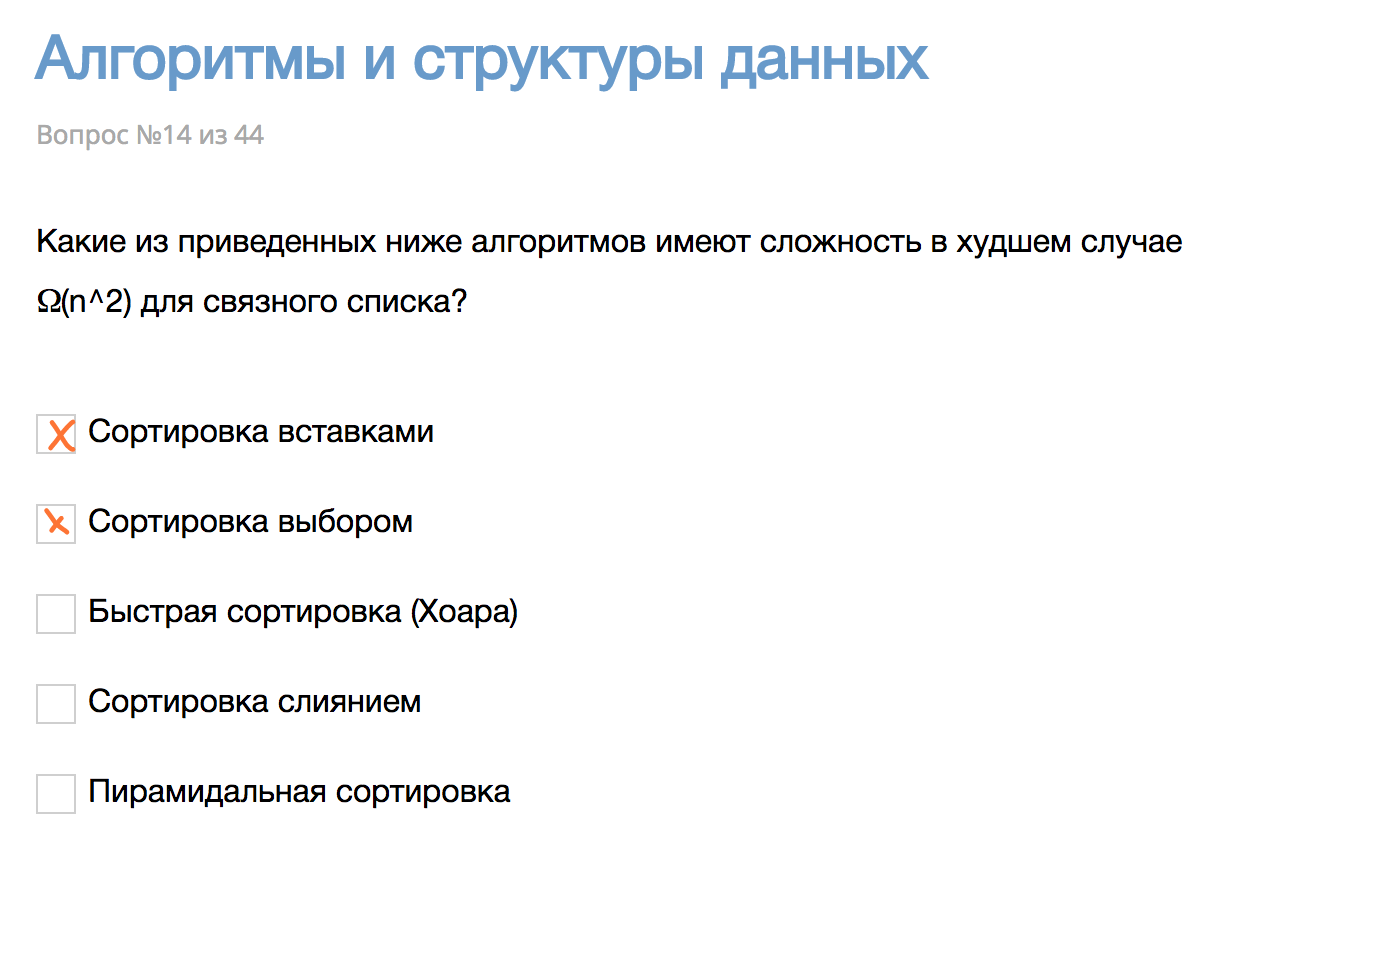 Алгоритмы и структуры данных
Вопрос №14 из 44
Какие из приведенных ниже алгоритмов имеют сложность в худшем случае
Ω(n^2) для связного списка?
Сортировка вставками
Сортировка выбором
Быстрая сортировка (Хоара)
Сортировка слиянием
Пирамидальная сортировка